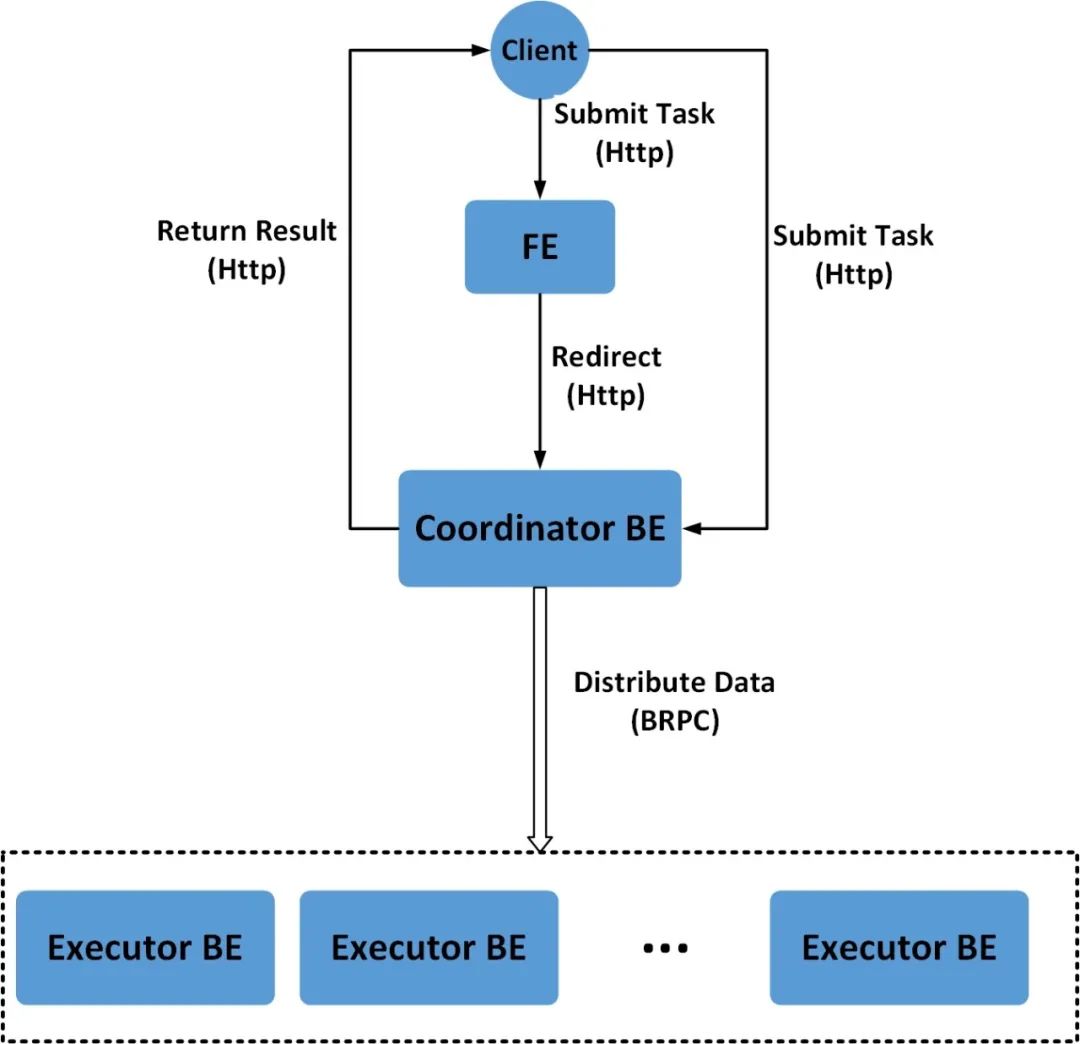 Client
Submit Task
(Http)
FE
Return Result
(Http)
Submit Task
(Http)
Redirect
(Http)
Coordinator BE
Distribute Data
(BRPC)
Executor BE
Executor BE
...
Executor BE